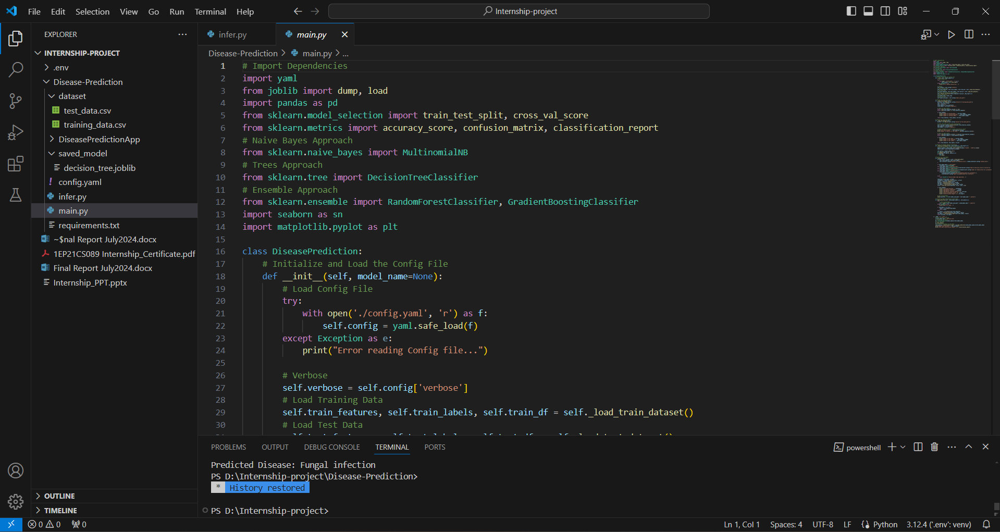 File Edit Selection View Go Run Terminal Help
Internship-project
EXPLORER
INTERNSHIP-PROJECT
.env
Disease-Prediction
dataset
test_data.csv
training_data.csv
DiseasePredictionApp
saved_model
decision_tree.joblib
config.yaml
infer.py
main.py
requirements.txt
~$nal Report July2024.docx
1EP21CS089 Internship_Certificate.pdf
Final Report July2024.docx
Internship_PPT.pptx
OUTLINE
TIMELINE
infer.py main.py
Disease-Prediction > main.py > ...
1 # Import Dependencies
2 import yaml
3 from joblib import dump, load
4 import pandas as pd
5 from sklearn.model_selection import train_test_split, cross_val_score
6 from sklearn.metrics import accuracy_score, confusion_matrix, classification_report
7 # Naive Bayes Approach
8 from sklearn.naive_bayes import MultinomialNB
9 # Trees Approach
10 from sklearn.tree import DecisionTreeClassifier
11 # Ensemble Approach
12 from sklearn.ensemble import RandomForestClassifier, GradientBoostingClassifier
13 import seaborn as sn
14 import matplotlib.pyplot as plt
15
16 class DiseasePrediction:
17 # Initialize and Load the Config File
18 def __init__(self, model_name=None):
19 # Load Config File
20 try:
21 with open('./config.yaml', 'r') as f:
22 self.config = yaml.safe_load(f)
23 except Exception as e:
24 print("Error reading Config file...")
25
26 # Verbose
27 self.verbose = self.config['verbose']
28 # Load Training Data
29 self.train_features, self.train_labels, self.train_df = self._load_train_dataset()
30 # Load Test Data
PROBLEMS OUTPUT DEBUG CONSOLE TERMINAL PORTS
powershell
Predicted Disease: Fungal infection
PS D:\Internship-project\Disease-Prediction>
* History restored
PS D:\Internship-project>
0 0 0
Ln 1, Col 1 Spaces: 4 UTF-8 LF Python 3.12.4 ('.env': venv)